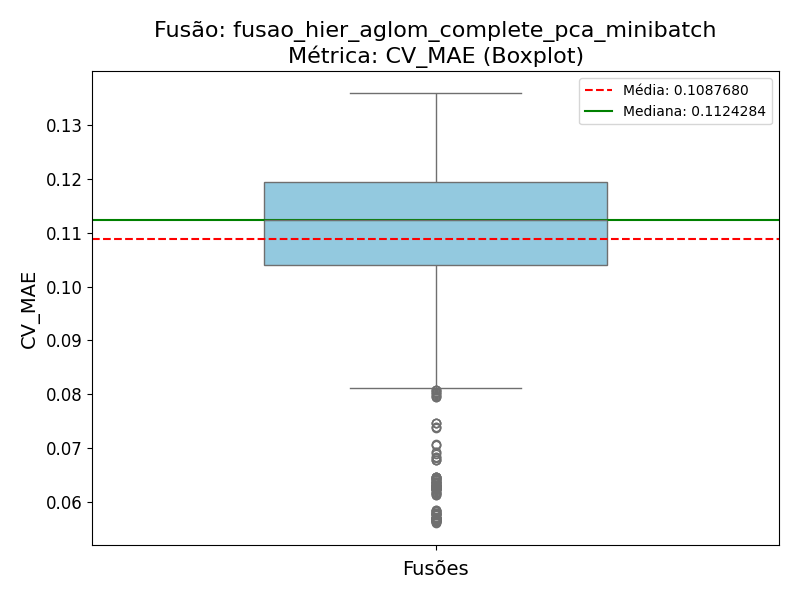 Fusão: fusao_hier_aglom_complete_pca_minibatch
Métrica: CV_MAE (Boxplot)
Média: 0.1087680
Mediana: 0.1124284
0.13
0.12
0.11
0.10
0.09
0.08
0.07
0.06
CV_MAE
Fusões